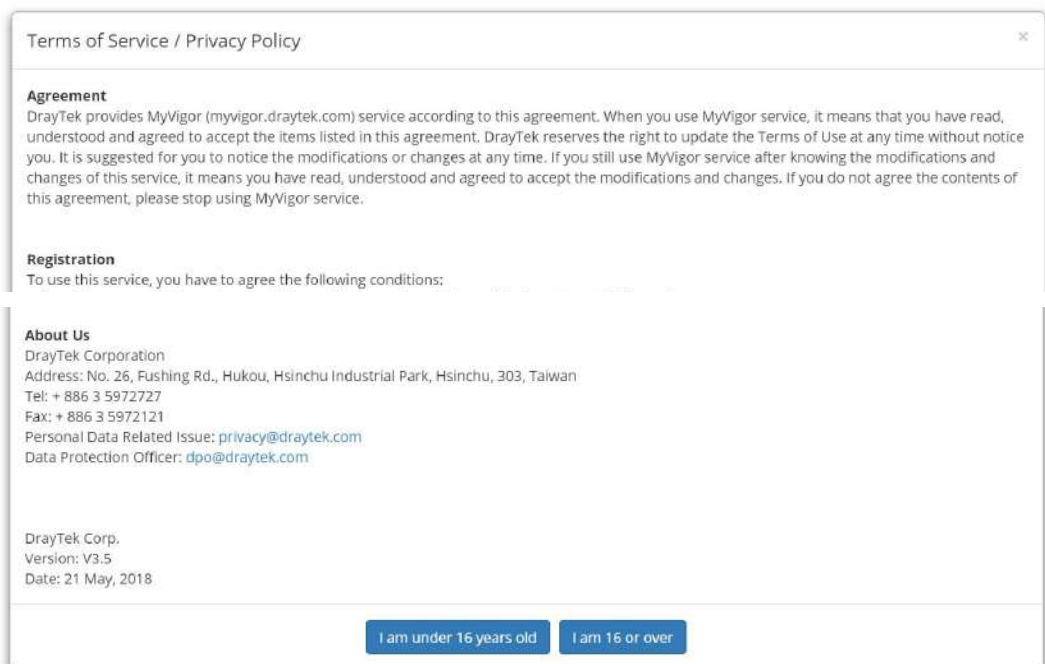 Terms of Service / Privacy Policy
×
Agreement
DrayTek provides MyVigor (myvigor.draytek.com) service according to this agreement. When you use MyVigor service, it means that you have read,
understood and agreed to accept the items listed in this agreement. DrayTek reserves the right to update the Terms of Use at any time without notice
you. It is suggested for you to notice the modifications or changes at any time. If you still use MyVigor service after knowing the modifications and
changes of this service, it means you have read, understood and agreed to accept the modifications and changes. If you do not agree the contents of
this agreement, please stop using MyVigor service.
Registration
To use this service, you have to agree the following conditions:
About Us
DrayTek Corporation
Address: No. 26, Fushing Rd., Hukou, Hsinchu Industrial Park, Hsinchu, 303, Taiwan
Tel: + 886 3 5972727
Fax: + 886 3 5972121
Personal Data Related Issue: privacy@draytek.com
Data Protection Officer: dpo@draytek.com
DrayTek Corp.
Version: V3.5
Date: 21 May, 2018
I am under 16 years old
I am 16 or over